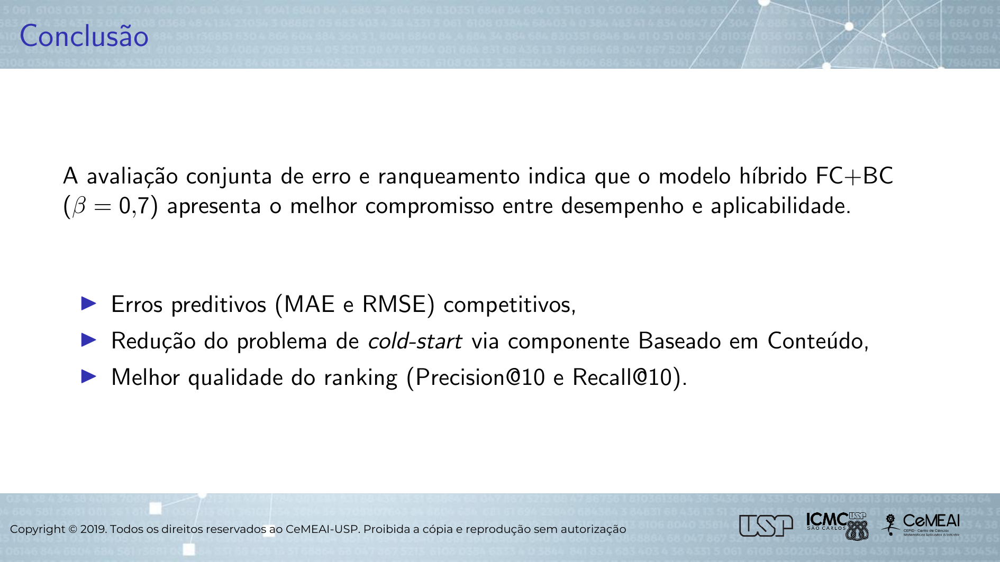 Conclusão
A avaliação conjunta de erro e ranqueamento indica que o modelo híbrido FC+BC
(β = 0,7) apresenta o melhor compromisso entre desempenho e aplicabilidade.
Erros preditivos (MAE e RMSE) competitivos,
Redução do problema de cold-start via componente Baseado em Conteúdo,
Melhor qualidade do ranking (Precision@10 e Recall@10).
Copyright © 2019. Todos os direitos reservados ao CeMEAI-USP. Proibida a cópia e reprodução sem autorização
USP
ICMC USP
SÃO CARLOS
CeMEAI
CEPID - Centro de Ciências
Matemáticas Aplicadas à Indústria